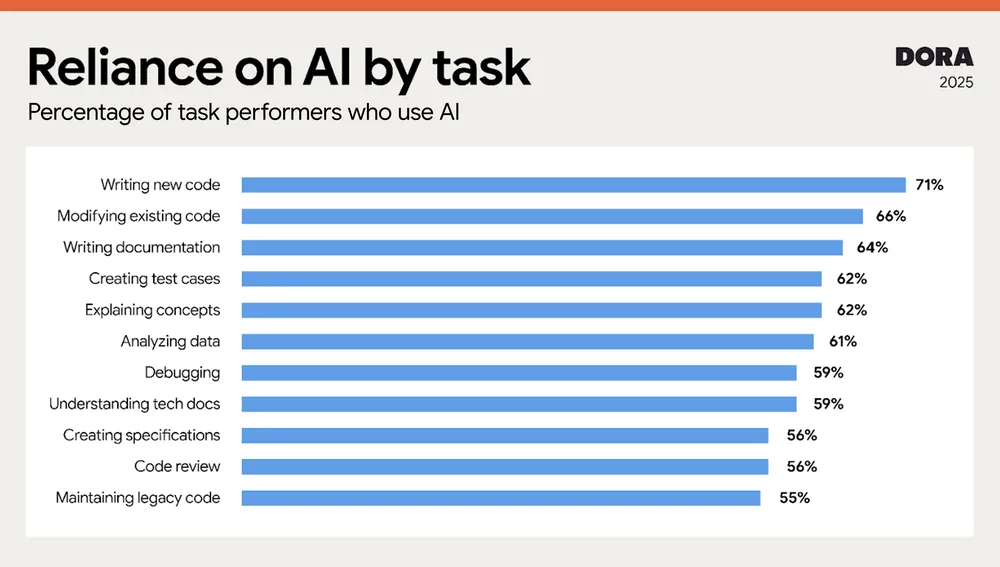 Reliance on AI by task
DORA
2025
Percentage of task performers who use AI
Writing new code 71%
Modifying existing code 66%
Writing documentation 64%
Creating test cases 62%
Explaining concepts 62%
Analyzing data 61%
Debugging 59%
Understanding tech docs 59%
Creating specifications 56%
Code review 56%
Maintaining legacy code 55%